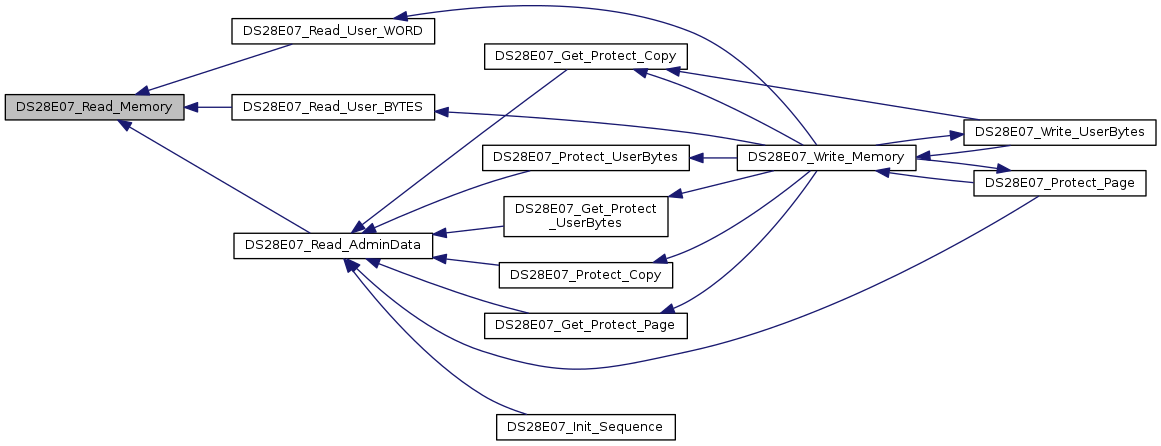 DS28E07_Read_User_WORD
DS28E07_Get_Protect_Copy
DS28E07_Read_Memory
DS28E07_Read_User_BYTES
DS28E07_Write_UserBytes
DS28E07_Protect_UserBytes
DS28E07_Write_Memory
DS28E07_Protect_Page
DS28E07_Get_Protect
_UserBytes
DS28E07_Read_AdminData
DS28E07_Protect_Copy
DS28E07_Get_Protect_Page
DS28E07_Init_Sequence